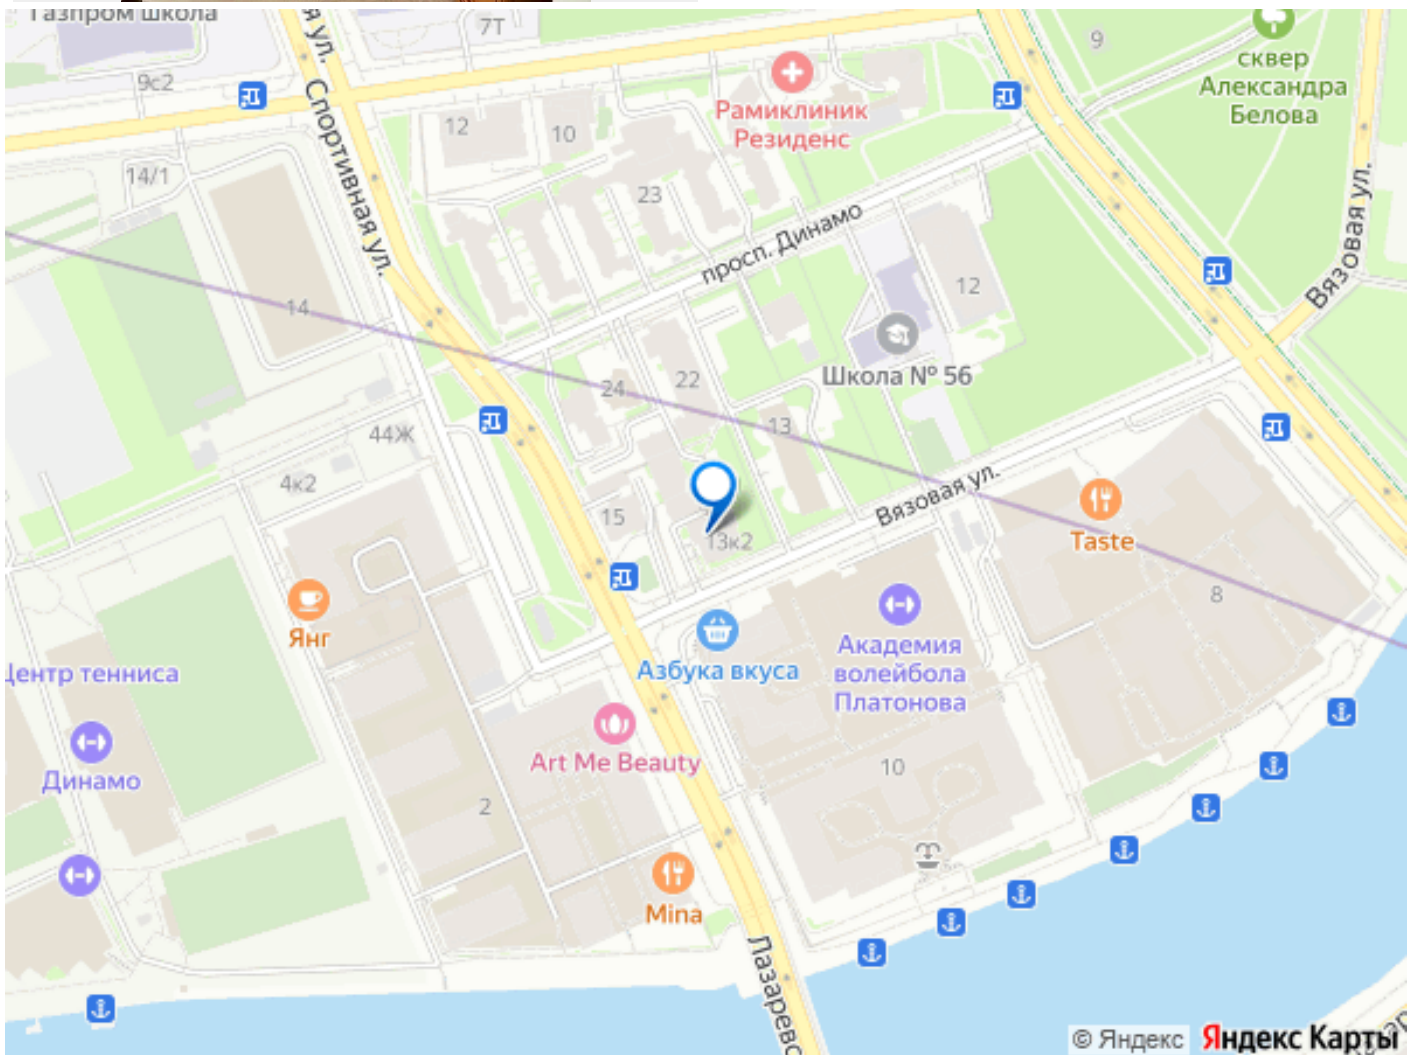 Газпром школа
7Т
9
9с2
сквер
Александра
Белова
Рамиклиник
Резиденс
12
10
Спортивная ул.
14/1
23
Вязовая ул.
просп. Динамо
12
14
Школа № 56
22
24
13
44Ж
4к2
Вязовая ул.
15
13к2
Taste
Янг
8
Азбука вкуса
Академия
волейбола
Платонова
Центр тенниса
Динамо
Art Me Beauty
10
2
Mina
Лазаревс
© Яндекс
Яндекс Карты